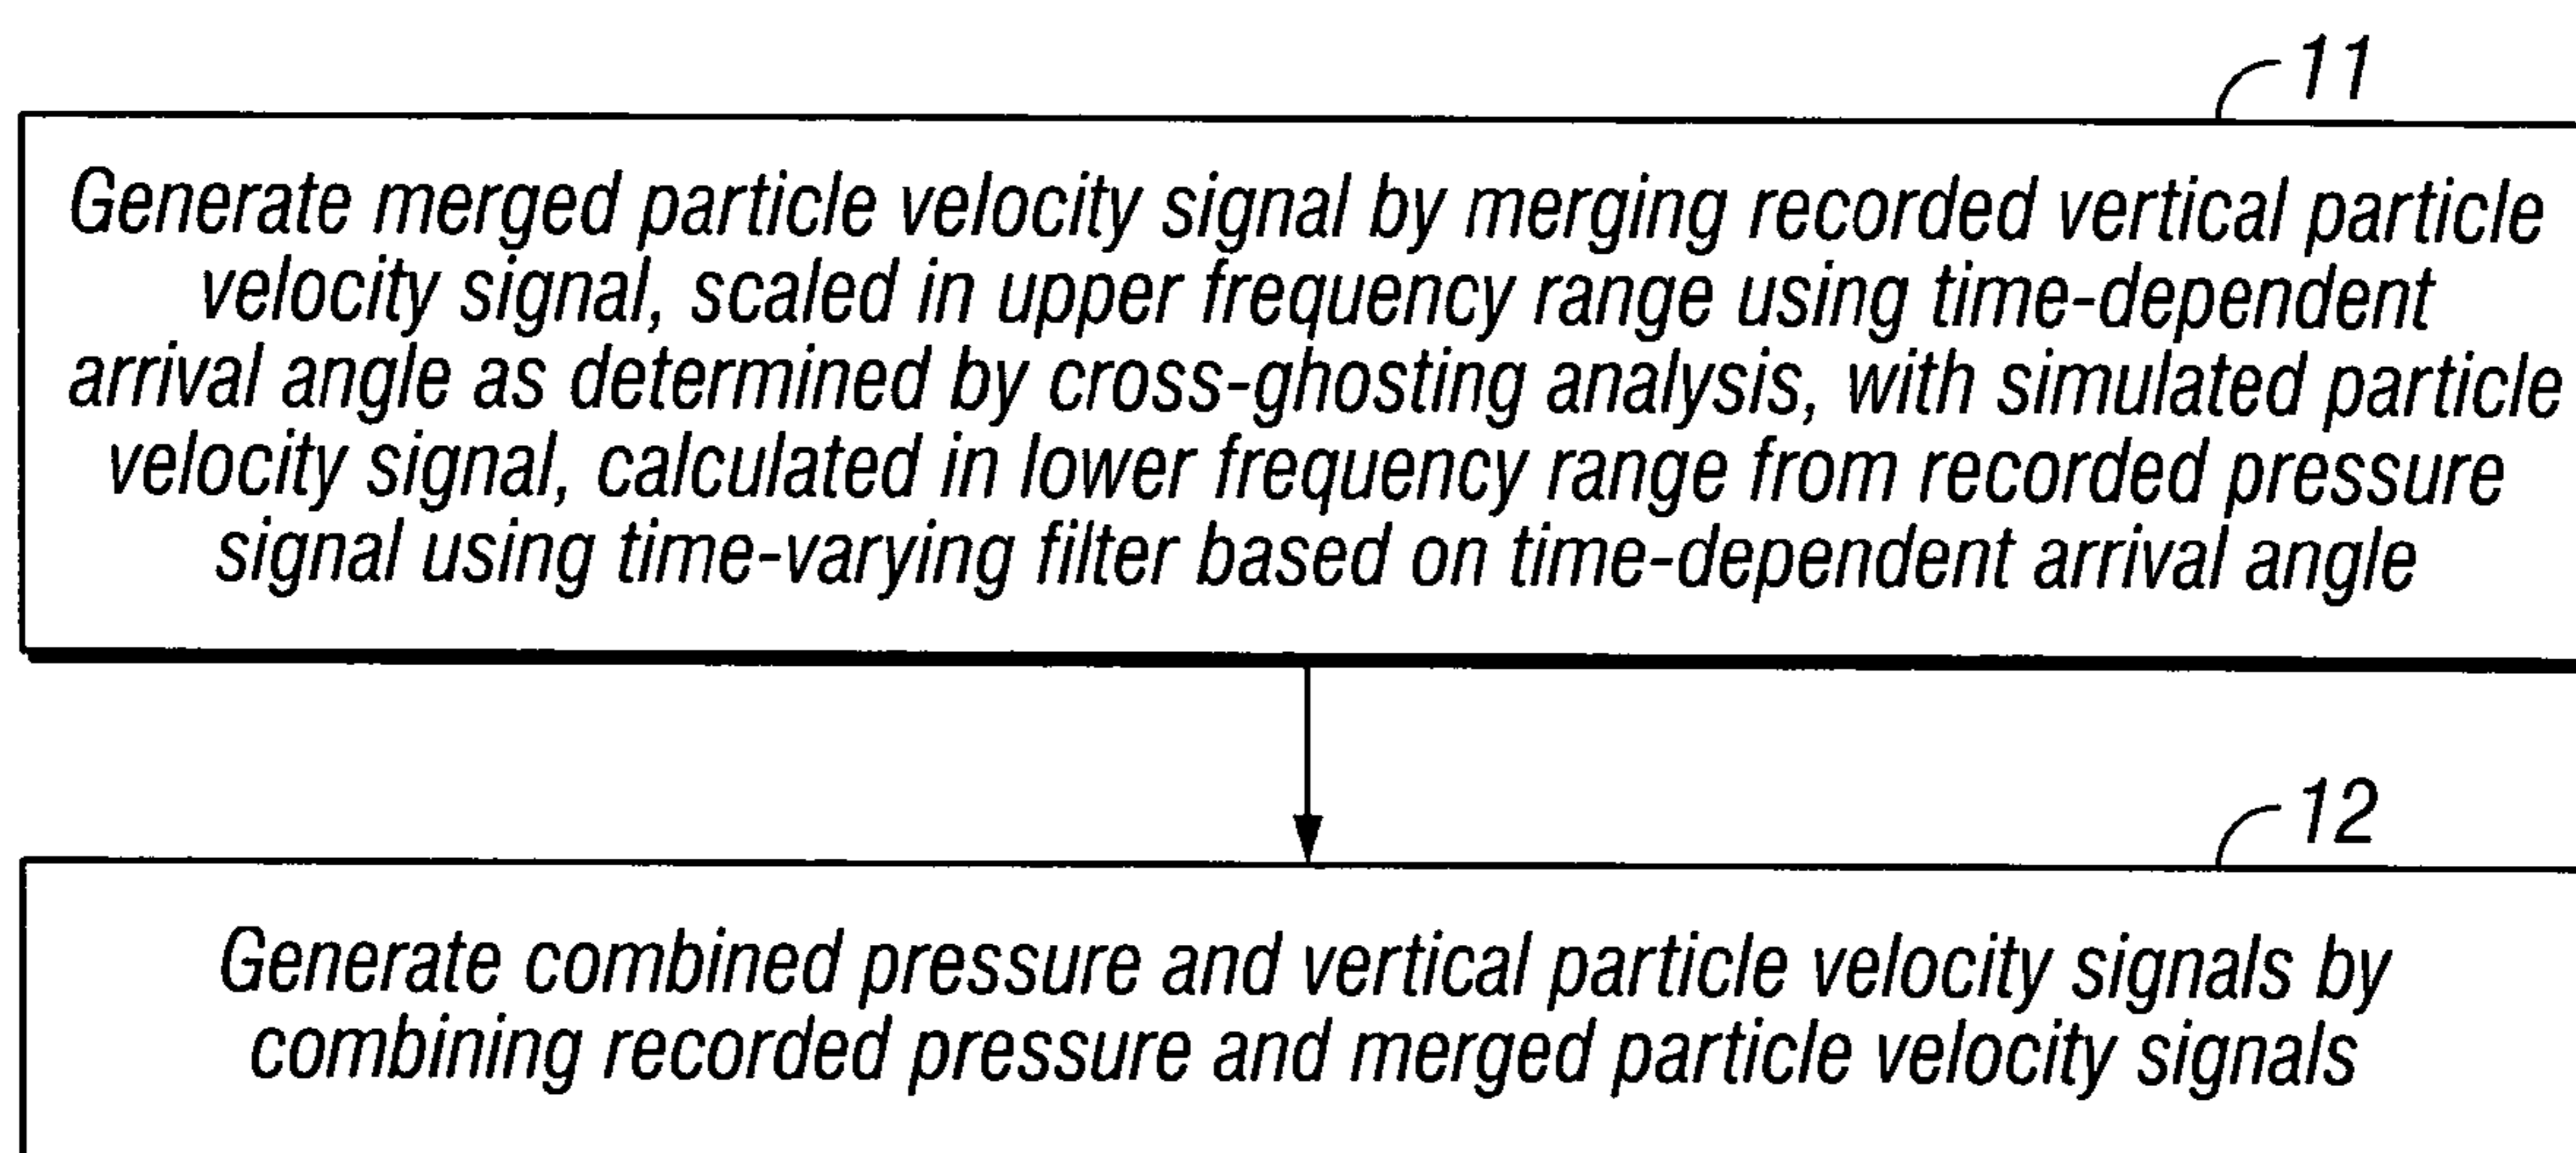 11
Generate merged particle velocity signal by merging recorded vertical particle
velocity signal, scaled in upper frequency range using time-dependent
arrival angle as determined by cross-ghosting analysis, with simulated particle
velocity signal, calculated in lower frequency range from recorded pressure
signal using time-varying filter based on time-dependent arrival angle
12
Generate combined pressure and vertical particle velocity signals by
combining recorded pressure and merged particle velocity signals